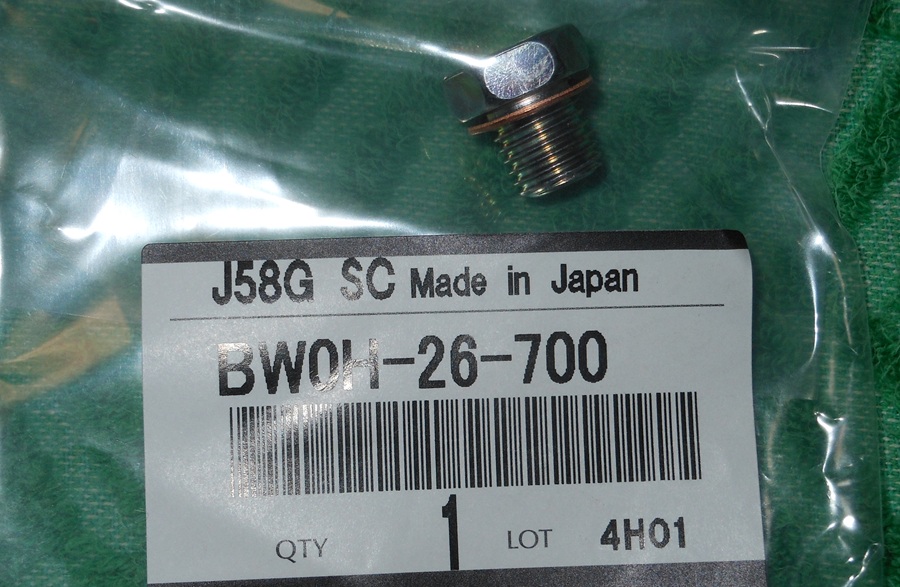 J58G SC Made in Japan
BW0H-26-700
QTY 1 LOT 4H01